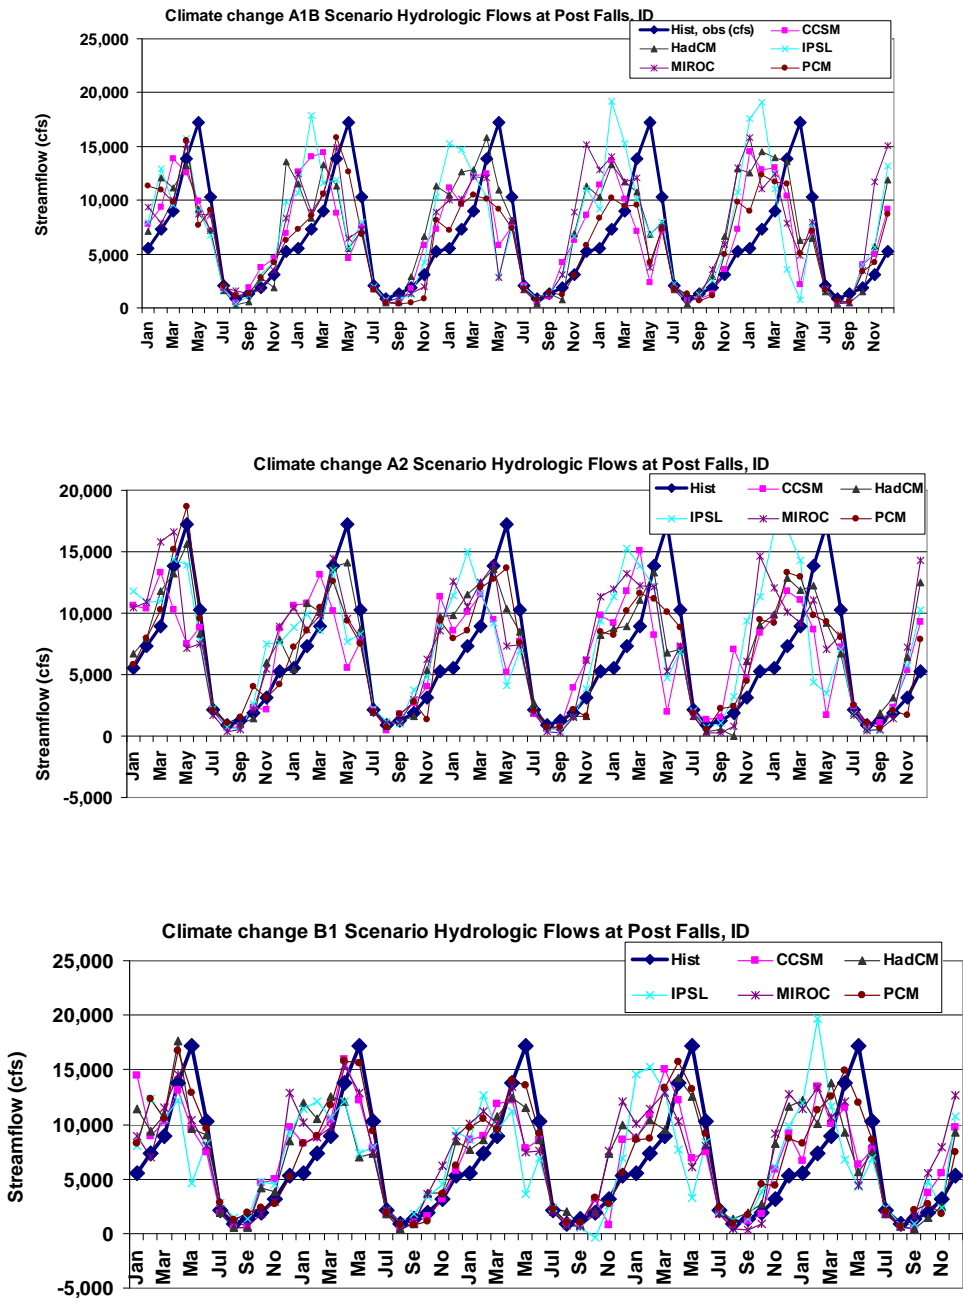 Climate change A1B Scenario Hydrologic Flows at Post Falls, ID
Hist, obs (cfs) CCSM
HadCM IPSL
MIROC PCM
Streamflow (cfs)
25,000
20,000
15,000
10,000
5,000
0
Jan Mar May Jul Sep Nov Jan Mar May Jul Sep Nov Jan Mar May Jul Sep Nov Jan Mar May Jul Sep Nov Jan Mar May Jul Sep Nov
Climate change A2 Scenario Hydrologic Flows at Post Falls, ID
Hist CCSM HadCM
IPSL MIROC PCM
Streamflow (cfs)
20,000
15,000
10,000
5,000
0
-5,000
Jan Mar May Jul Sep Nov Jan Mar May Jul Sep Nov Jan Mar May Jul Sep Nov Jan Mar May Jul Sep Nov Jan Mar May Jul Sep Nov
Climate change B1 Scenario Hydrologic Flows at Post Falls, ID
Hist CCSM HadCM
IPSL MIROC PCM
Streamflow (cfs)
25,000
20,000
15,000
10,000
5,000
0
-5,000
Jan Mar Ma Jul Se No Jan Mar Ma Jul Se No Jan Mar Ma Jul Se No Jan Mar Ma Jul Se No Jan Mar Ma Jul Se No